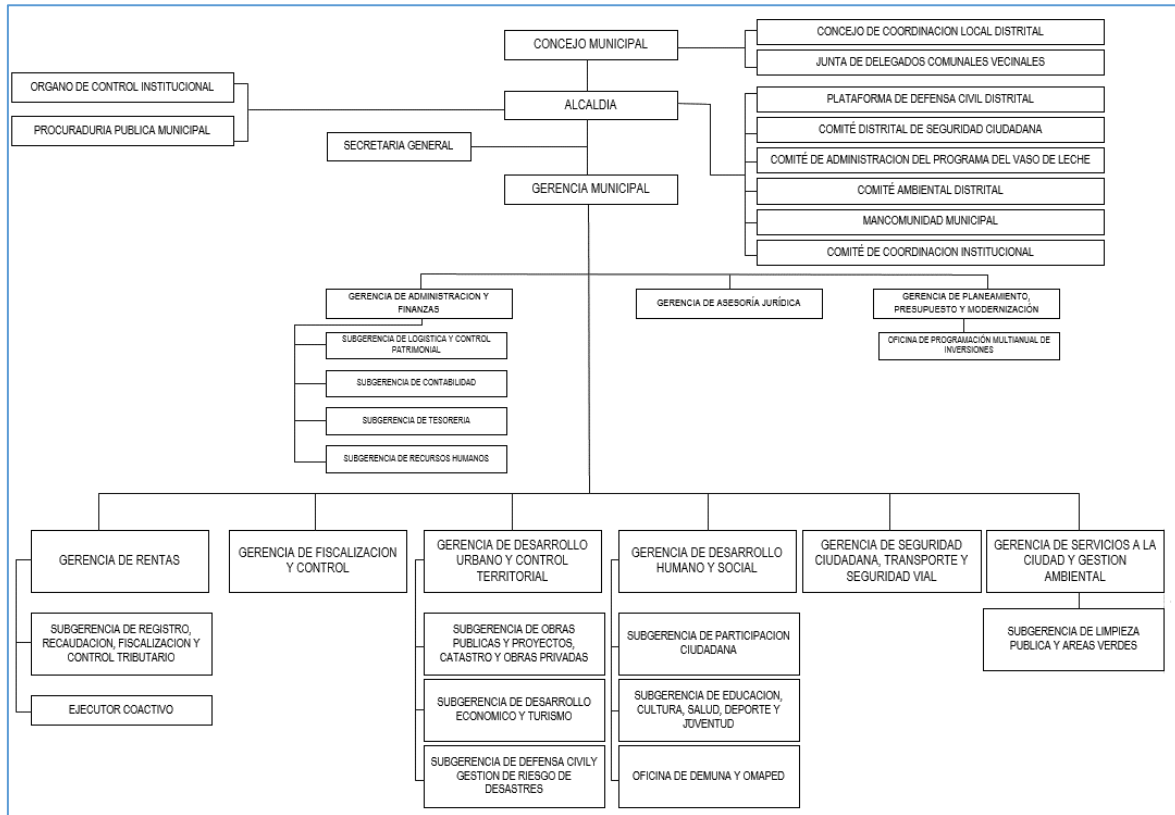 CONCEJO MUNICIPAL
CONCEJO DE COORDINACION LOCAL DISTRITAL
JUNTA DE DELEGADOS COMUNALES VECINALES
ORGANO DE CONTROL INSTITUCIONAL
PROCURADURIA PUBLICA MUNICIPAL
ALCALDIA
PLATAFORMA DE DEFENSA CIVIL DISTRITAL
COMITÉ DISTRITAL DE SEGURIDAD CIUDADANA
COMITÉ DE ADMINISTRACION DEL PROGRAMA DEL VASO DE LECHE
COMITÉ AMBIENTAL DISTRITAL
MANCOMUNIDAD MUNICIPAL
COMITÉ DE COORDINACION INSTITUCIONAL
SECRETARIA GENERAL
GERENCIA MUNICIPAL
GERENCIA DE ADMINISTRACION Y
FINANZAS
SUBGERENCIA DE LOGISTICA Y CONTROL
PATRIMONIAL
SUBGERENCIA DE CONTABILIDAD
SUBGERENCIA DE TESORERIA
SUBGERENCIA DE RECURSOS HUMANOS
GERENCIA DE ASESORÍA JURÍDICA
GERENCIA DE PLANEAMIENTO,
PRESUPUESTO Y MODERNIZACIÓN
OFICINA DE PROGRAMACIÓN MULTIANUAL DE
INVERSIONES
GERENCIA DE RENTAS
SUBGERENCIA DE REGISTRO,
RECAUDACION, FISCALIZACION Y
CONTROL TRIBUTARIO
EJECUTOR COACTIVO
GERENCIA DE FISCALIZACION
Y CONTROL
GERENCIA DE DESARROLLO
URBANO Y CONTROL
TERRITORIAL
SUBGERENCIA DE OBRAS
PUBLICAS Y PROYECTOS,
CATASTRO Y OBRAS PRIVADAS
SUBGERENCIA DE DESARROLLO
ECONOMICO Y TURISMO
SUBGERENCIA DE DEFENSA CIVILY
GESTION DE RIESGO DE
DESASTRES
GERENCIA DE DESARROLLO
HUMANO Y SOCIAL
SUBGERENCIA DE PARTICIPACION
CIUDADANA
SUBGERENCIA DE EDUCACION,
CULTURA, SALUD, DEPORTE Y
JUVENTUD
OFICINA DE DEMUNA Y OMAPED
GERENCIA DE SEGURIDAD
CIUDADANA, TRANSPORTE Y
SEGURIDAD VIAL
GERENCIA DE SERVICIOS A LA
CIUDAD Y GESTION
AMBIENTAL
SUBGERENCIA DE LIMPIEZA
PUBLICA Y AREAS VERDES